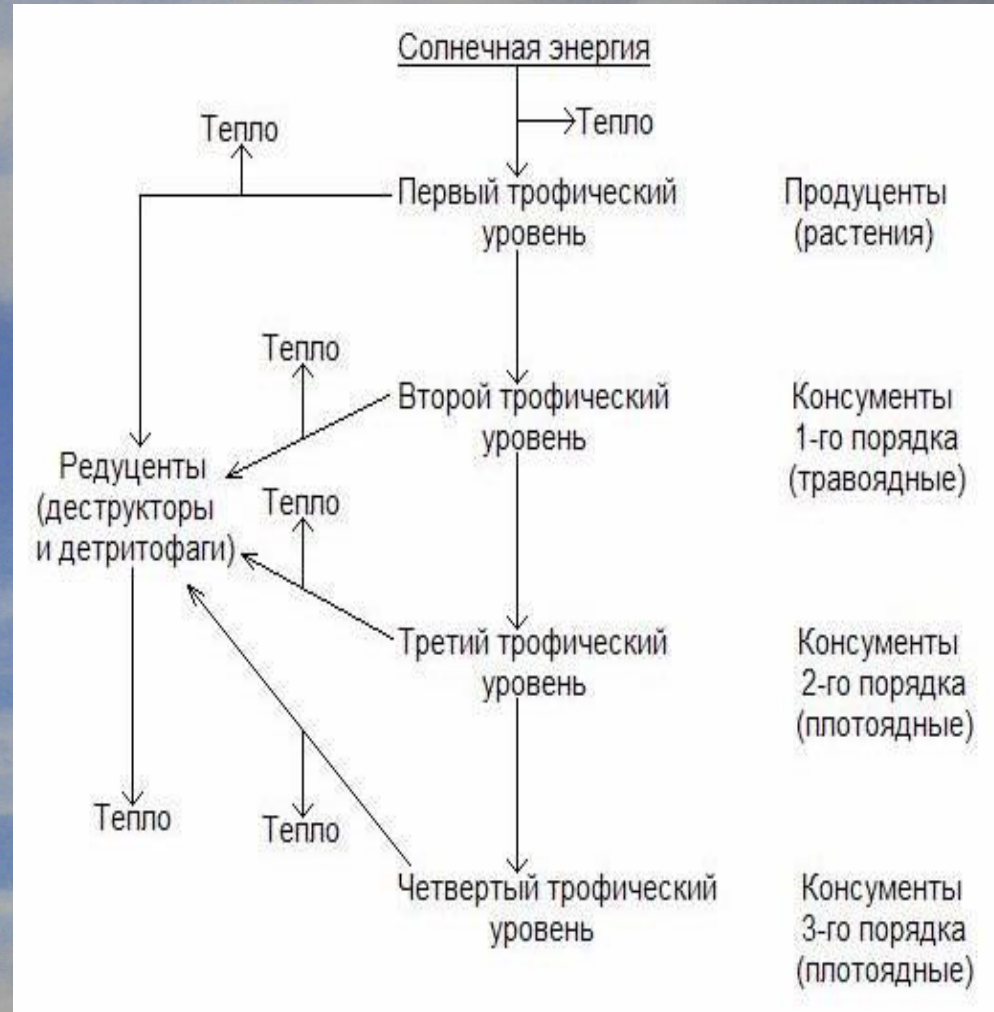 Солнечная энергия
Тепло
Тепло
Первый трофический
уровень
Продуценты
(растения)
Тепло
Второй трофический
уровень
Консументы
1-го порядка
(травоядные)
Редуценты
(деструкторы
и детритофаги)
Тепло
Третий трофический
уровень
Консументы
2-го порядка
(плотоядные)
Тепло
Тепло
Четвертый трофический
уровень
Консументы
3-го порядка
(плотоядные)